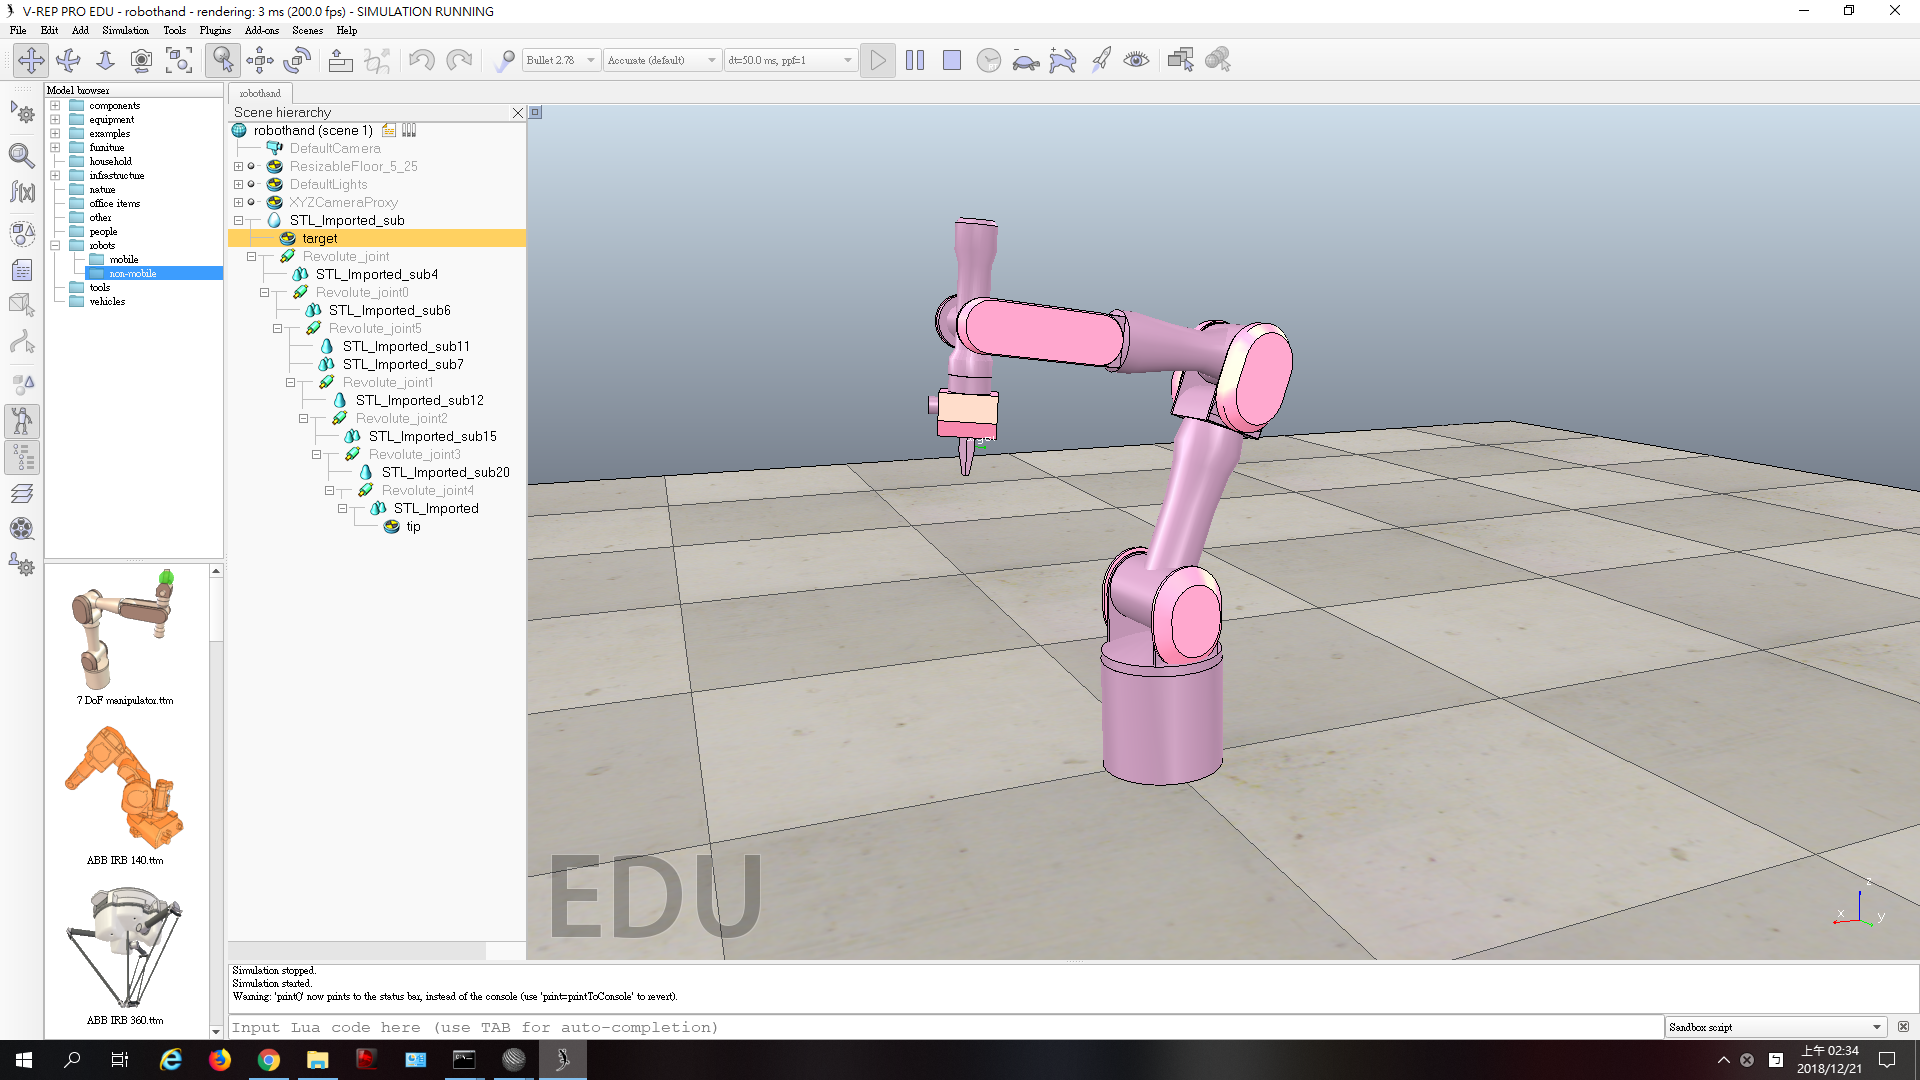 V-REP PRO EDU - robothand - rendering: 3 ms (200.0 fps) - SIMULATION RUNNING
File Edit Add Simulation Tools Plugins Add-ons Scenes Help
Bullet 2.78 Accurate (default) dt=50.0 ms, ppf=1
Model browser
components
equipment
examples
furniture
household
infrastructure
nature
office items
other
people
robots
mobile
non-mobile
tools
vehicles
7 DoF manipulator.ttm
ABB IRB 140.ttm
ABB IRB 360.ttm
robothand
Scene hierarchy
robothand (scene 1)
DefaultCamera
ResizableFloor_5_25
DefaultLights
XYZCameraProxy
STL_Imported_sub
target
Revolute_joint
STL_Imported_sub4
Revolute_joint0
STL_Imported_sub6
Revolute_joint5
STL_Imported_sub11
STL_Imported_sub7
Revolute_joint1
STL_Imported_sub12
Revolute_joint2
STL_Imported_sub15
Revolute_joint3
STL_Imported_sub20
Revolute_joint4
STL_Imported
tip
EDU
z
x
y
Simulation stopped.
Simulation started.
Warning: 'print()' now prints to the status bar, instead of the console (use 'print=printToConsole' to revert).
Input Lua code here (use TAB for auto-completion)
Sandbox script
上午 02:34
2018/12/21